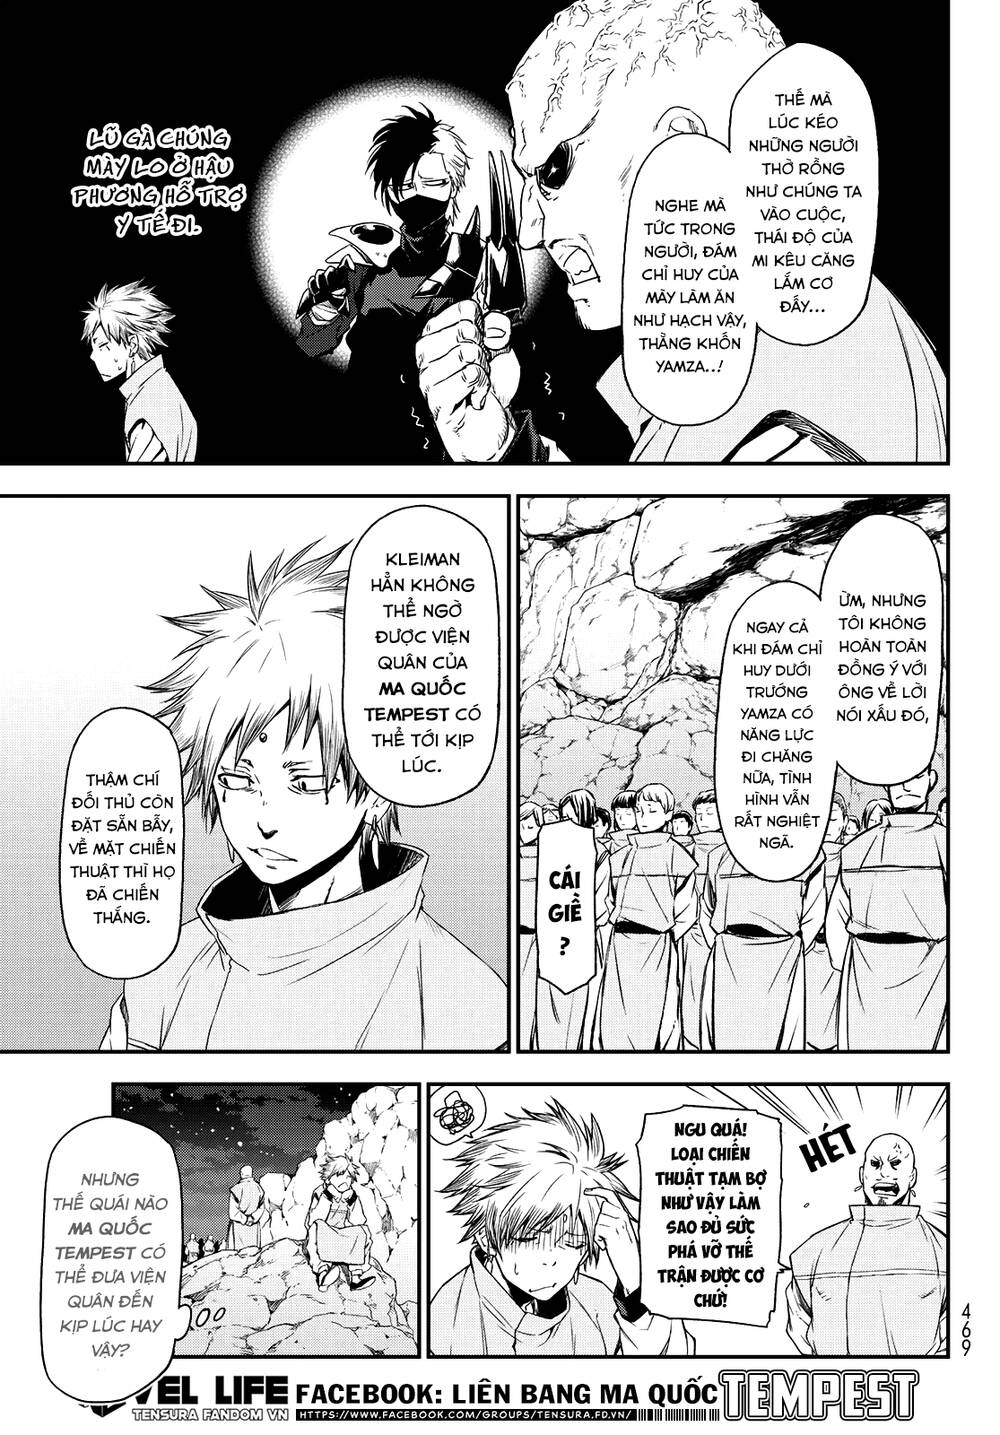 THẾ MÀ
LÚC KÉO
NHỮNG NGƯỜI
THỜ RỒNG
NHƯ CHÚNG TA
VÀO CUỘC,
THÁI ĐỘ CỦA
MI KÊU CĂNG
LẮM CƠ
ĐẤY...
NGHE MÀ
TỨC TRONG
NGƯỜI, ĐÁM
CHỈ HUY CỦA
MÀY LÀM ĂN
NHƯ HẠCH VẬY,
THẰNG KHỐN
YAMZA..!
LŨ GÀ CHÚNG
MÀY LO Ở HẬU
PHƯƠNG HỖ TRỢ
Y TẾ ĐI.
ỪM, NHƯNG
TÔI KHÔNG
HOÀN TOÀN
ĐỒNG Ý VỚI
ÔNG VỀ LỜI
NÓI XẤU ĐÓ,
NGAY CẢ
KHI ĐÁM CHỈ
HUY DƯỚI
TRƯỚNG
YAMZA CÓ
NĂNG LỰC
ĐI CHĂNG
NỮA, TÌNH
HÌNH VẪN
RẤT NGHIỆT
NGÃ.
CÁI
GIỀ
?
KLEIMAN
HẲN KHÔNG
THỂ NGỜ
ĐƯỢC VIỆN
QUÂN CỦA
MA QUỐC
TEMPEST CÓ
THỂ TỚI KỊP
LÚC.
THẬM CHÍ
ĐỐI THỦ CÒN
ĐẶT SẴN BẪY,
VỀ MẶT CHIẾN
THUẬT THÌ HỌ
ĐÃ CHIẾN
THẮNG.
HÉT
NGU QUÁ!
LOẠI CHIẾN
THUẬT TẠM BỢ
NHƯ VẬY LÀM
SAO ĐỦ SỨC
PHÁ VỠ THẾ
TRẬN ĐƯỢC CƠ
CHỨ!
NHƯNG
THẾ QUÁI NÀO
MA QUỐC
TEMPEST CÓ
THỂ ĐƯA VIỆN
QUÂN ĐẾN
KỊP LÚC HAY
VẬY?
469
VEL LIFE
TENSURA FANDOM VN
FACEBOOK: LIÊN BANG MA QUỐC TEMPEST
HTTPS://WWW.FACEBOOK.COM/GROUPS/TENSURA.FD.VN/